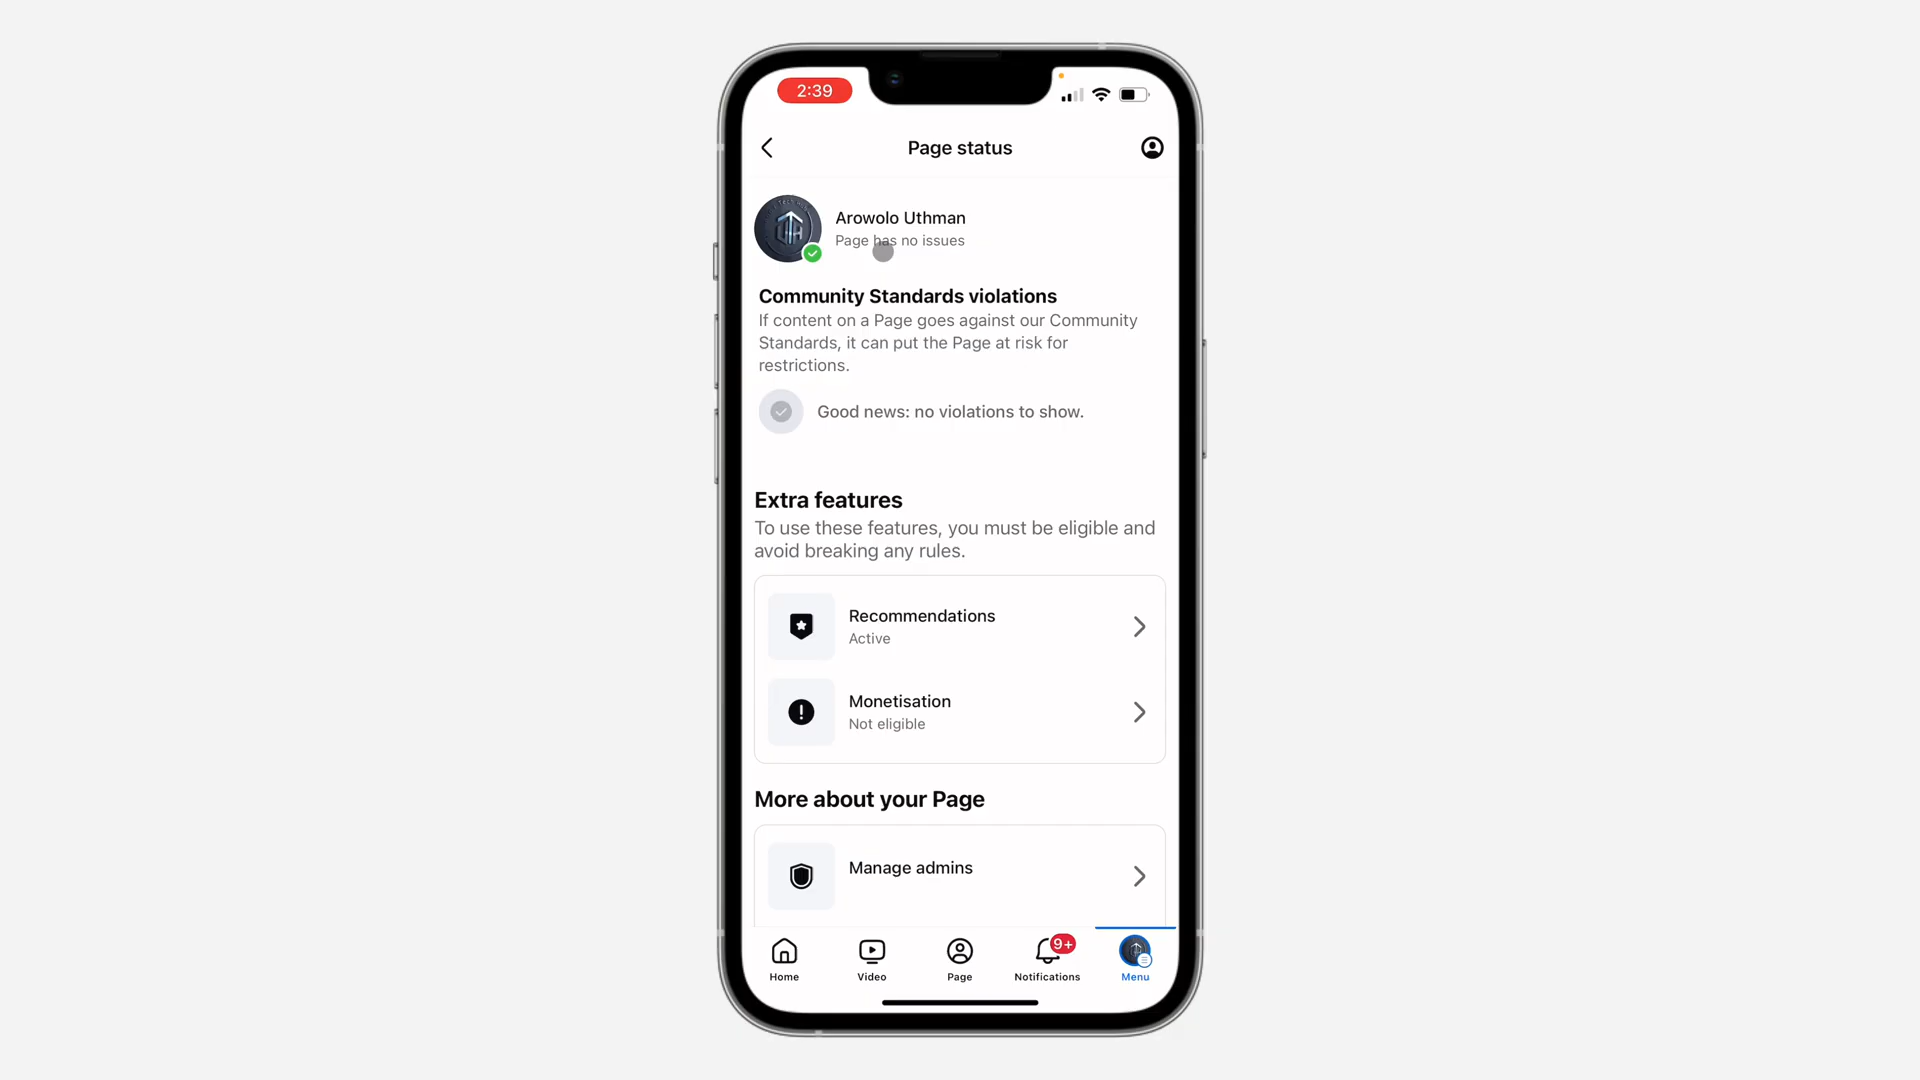 2:39
Page status
Arowolo Uthman
Page has no issues
Community Standards violations
If content on a Page goes against our Community
Standards, it can put the Page at risk for
restrictions.
Good news: no violations to show.
Extra features
To use these features, you must be eligible and
avoid breaking any rules.
Recommendations
Active
Monetisation
Not eligible
More about your Page
Manage admins
9+
Home
Video
Page
Notifications
Menu